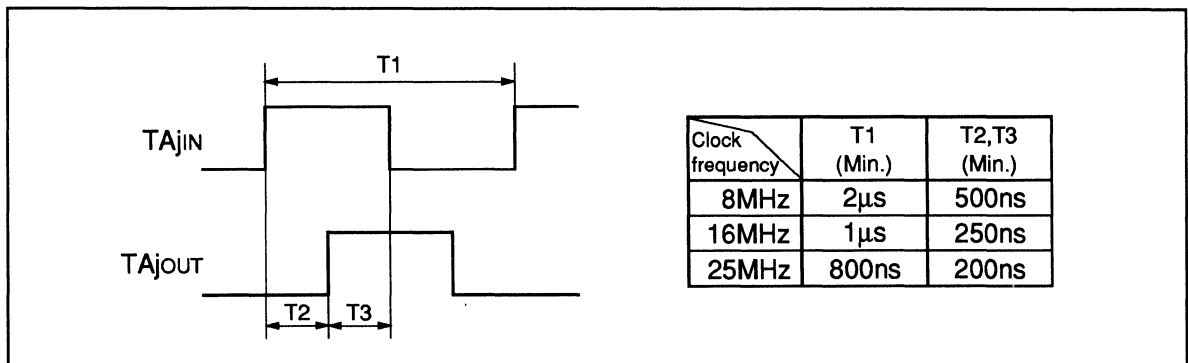 T1
TAjIN
TAjOUT
T2 T3
Clock frequency T1 (Min.) T2,T3 (Min.)
8MHz 2μs 500ns
16MHz 1μs 250ns
25MHz 800ns 200ns